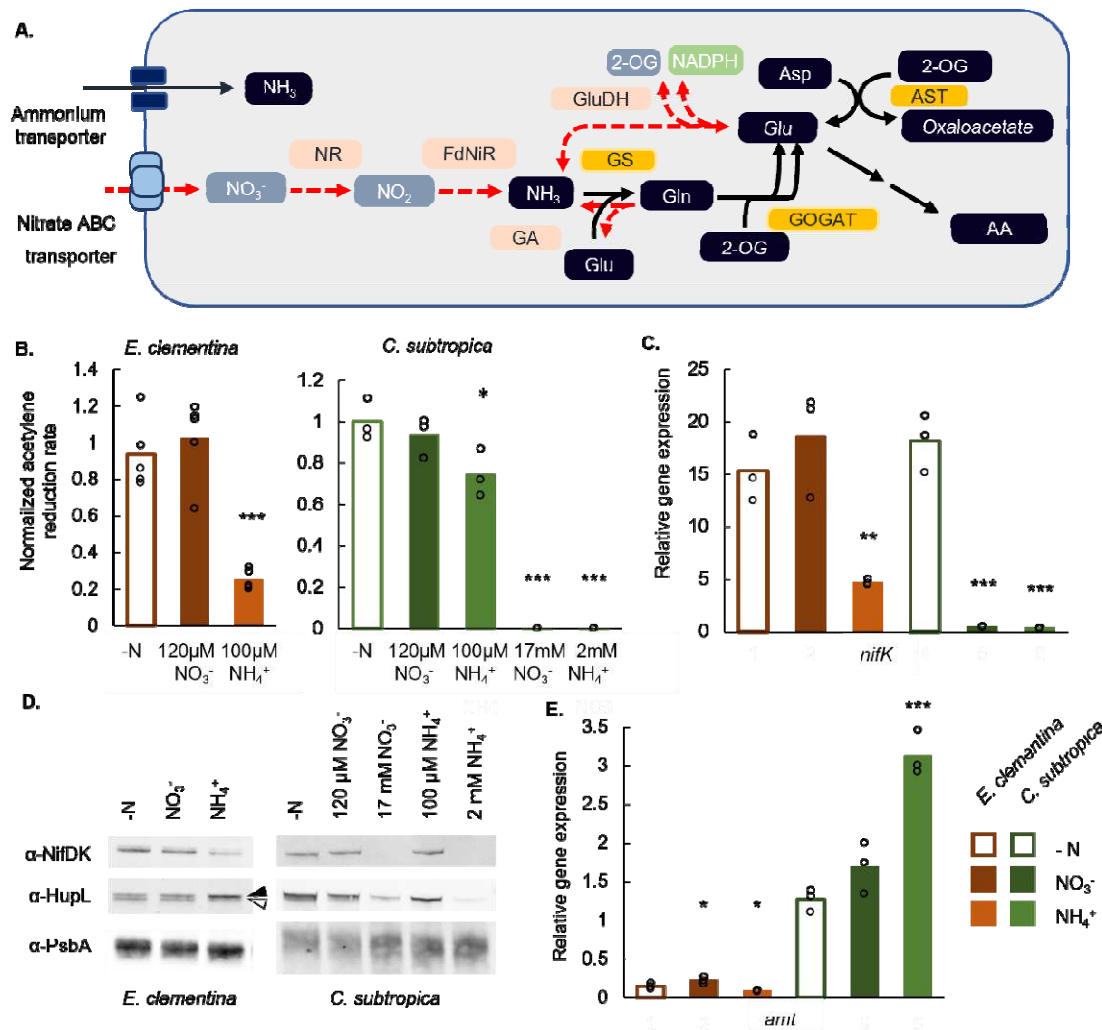 A.
2-OG
NADPH
Asp
2-OG
NH3
GluDH
AST
Ammonium
transporter
Glu
Oxaloacetate
NR
FdNiR
GS
NO3-
NO2
NH3
Gln
Nitrate ABC
transporter
GA
GOGAT
AA
Glu
2-OG
B.
E. clementina
C. subtropica
C.
Normalized acetylene
reduction rate
1.4
1.2
1
0.8
0.6
0.4
0.2
0
***
-N
120µM
NO3-
100µM
NH4+
1.2
1
0.8
0.6
0.4
0.2
0
*
***
***
-N
120µM
NO3-
100µM
NH4+
17mM
NO3-
2mM
NH4+
Relative gene expression
25
20
15
10
5
0
**
***
***
nifK
D.
-N
NO3-
NH4+
-N
120 µM NO3-
17 mM NO3-
100 µM NH4+
2 mM NH4+
α-NifDK
α-HupL
α-PsbA
E. clementina
C. subtropica
E.
Relative gene expression
3.5
3
2.5
2
1.5
1
0.5
0
*
*
***
amt
E. clementina
C. subtropica
- N
NO3-
NH4+